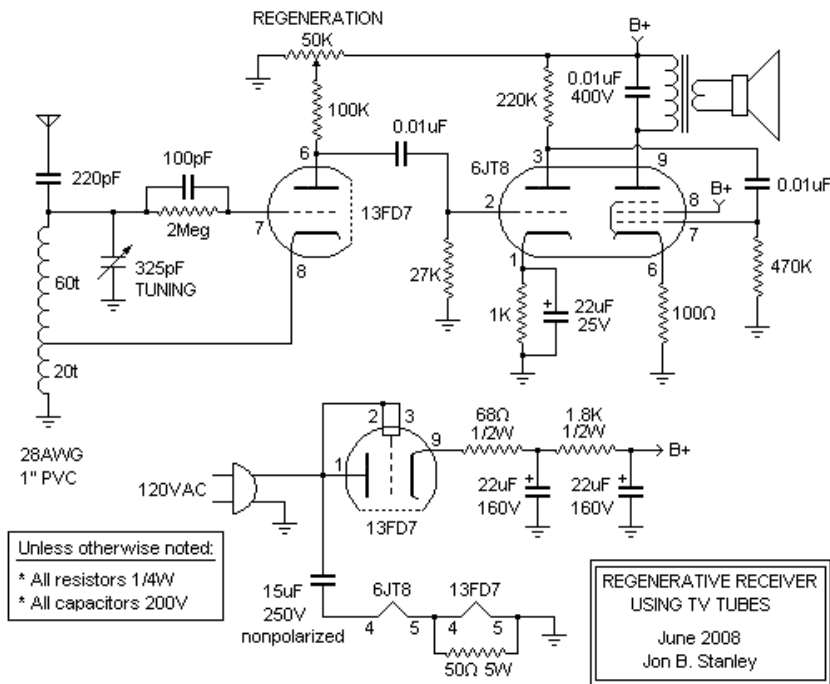 REGENERATION
50K
B+
100K
220K
0.01uF
400V
0.01uF
6
3
9
6JT8
0.01uF
220pF
100pF
7
2Meg
13FD7
8
2
B+
8
7
325pF
TUNING
60t
27K
1
6
470K
1K
22uF
25V
100Ω
20t
28AWG
1" PVC
120VAC
2
3
1
9
13FD7
68Ω
1/2W
1.8K
1/2W
B+
22uF
160V
22uF
160V
Unless otherwise noted:
* All resistors 1/4W
* All capacitors 200V
15uF
250V
nonpolarized
6JT8
13FD7
4
5
4
5
50Ω 5W
REGENERATIVE RECEIVER
USING TV TUBES
June 2008
Jon B. Stanley
+
+
+